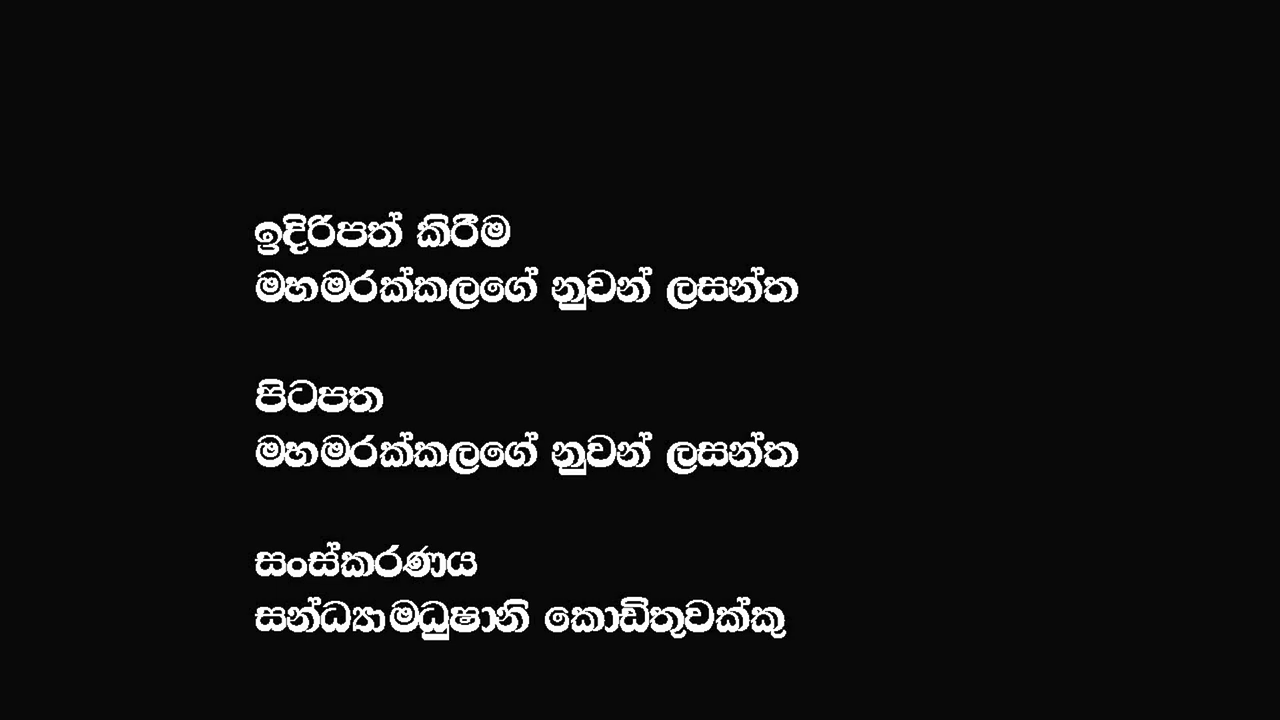 ඉදිරිපත් කිරීම
මහමරක්කලගේ නුවන් ලසන්ත
පිටපත
මහමරක්කලගේ නුවන් ලසන්ත
සංස්කරණය
සන්ධ්‍යාමධුෂානි කොඩිතුවක්කු